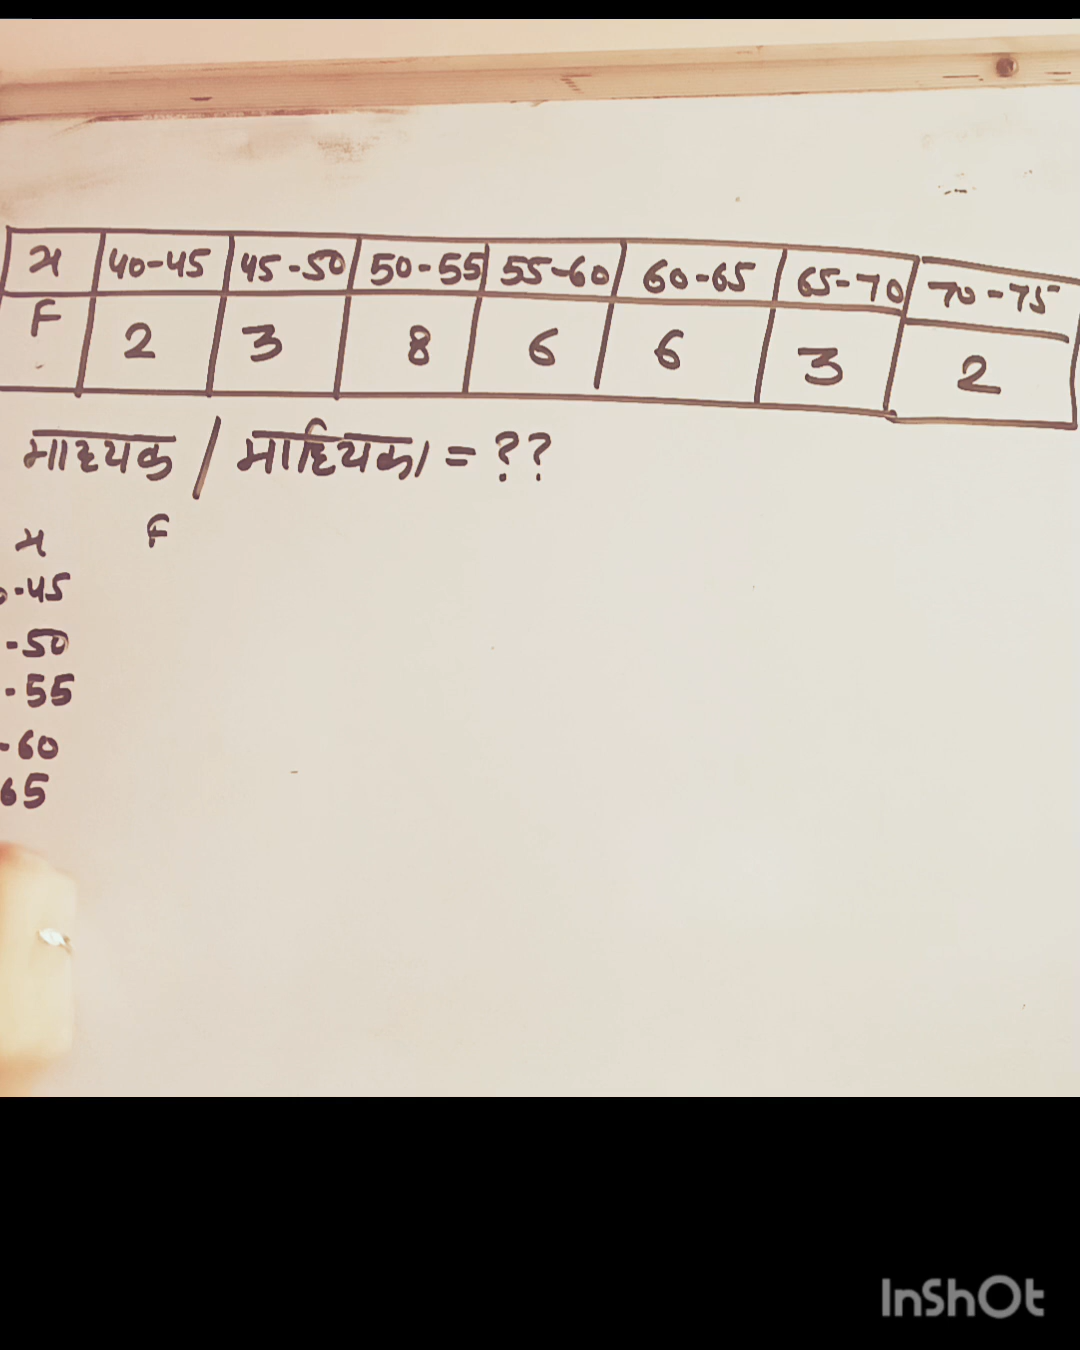 x 40-45 45-50 50-55 55-60 60-65 65-70 70-75
F 2 3 8 6 6 3 2
माध्यक / माध्यिका = ??
x F
-45
-50
-55
-60
65
InShOt